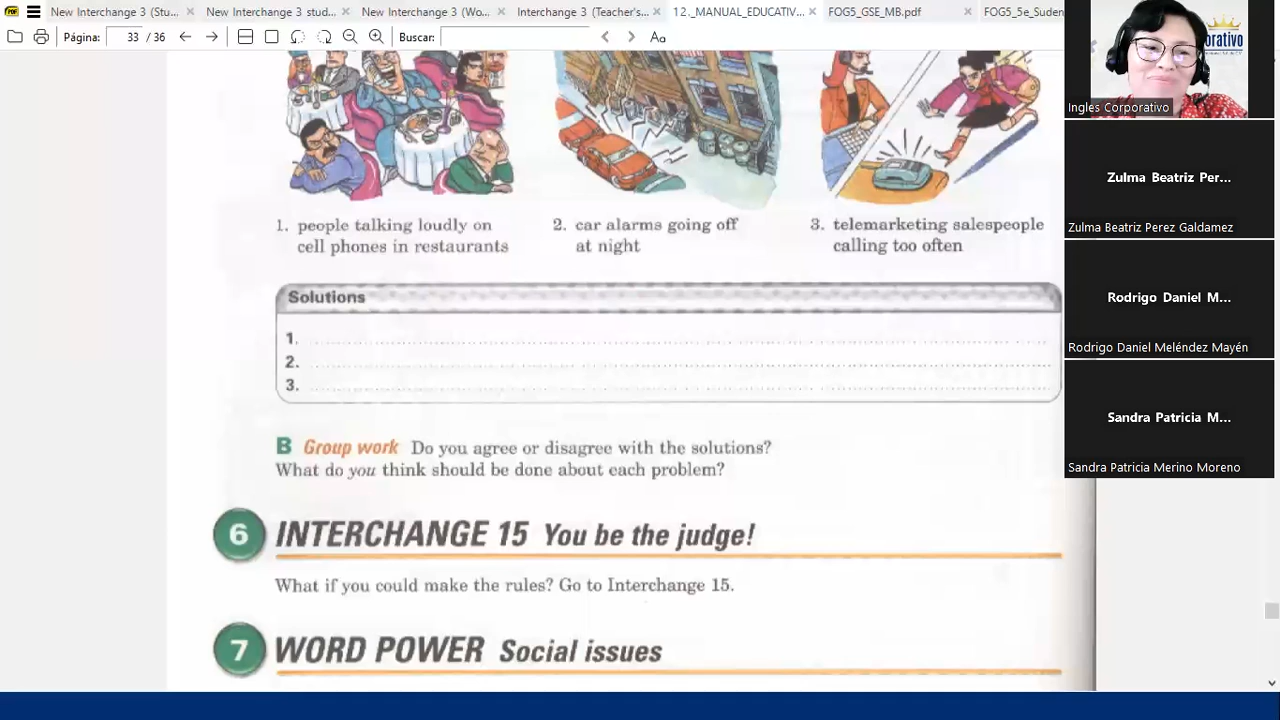 New Interchange 3 (Stu...
New Interchange 3 stud...
New Interchange 3 (Wo...
Interchange 3 (Teacher's...
12._MANUAL_EDUCATIV...
FOG5_GSE_MB.pdf
FOG5_5e_Suden
Página:
33 / 36
Buscar:
Aa
1. people talking loudly on
cell phones in restaurants
2. car alarms going off
at night
3. telemarketing salespeople
calling too often
Solutions
1.
2.
3.
B Group work Do you agree or disagree with the solutions?
What do you think should be done about each problem?
6 INTERCHANGE 15 You be the judge!
What if you could make the rules? Go to Interchange 15.
7 WORD POWER Social issues
Ingles Corporativo
Zulma Beatriz Per...
Zulma Beatriz Perez Galdamez
Rodrigo Daniel M...
Rodrigo Daniel Meléndez Mayén
Sandra Patricia M...
Sandra Patricia Merino Moreno